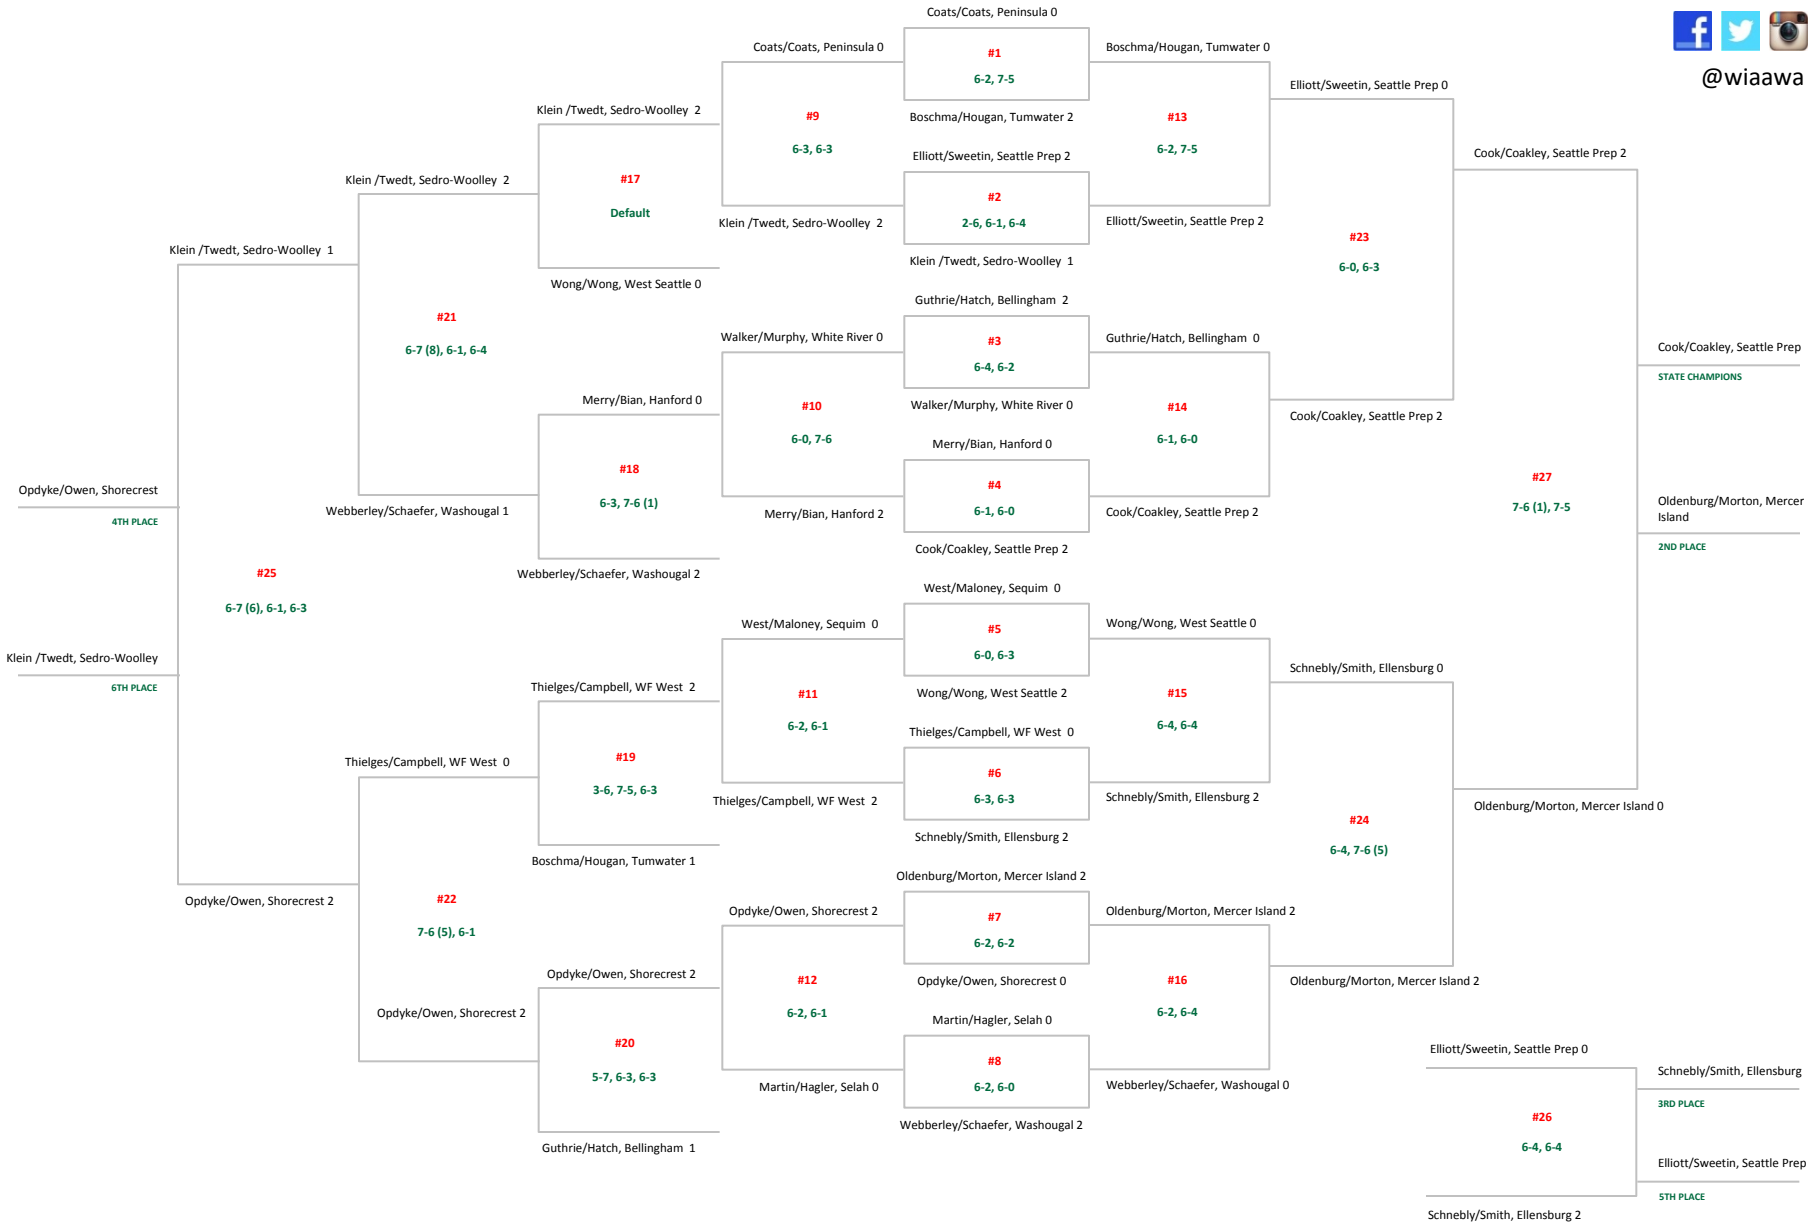 Coats/Coats, Peninsula 0
@wiaawa
Coats/Coats, Peninsula 0
#1
6-2, 7-5
Boschma/Hougan, Tumwater 0
Elliott/Sweetin, Seattle Prep 0
Klein /Twedt, Sedro-Woolley 2
#9
6-3, 6-3
Boschma/Hougan, Tumwater 2
#13
6-2, 7-5
Elliott/Sweetin, Seattle Prep 2
Cook/Coakley, Seattle Prep 2
Klein /Twedt, Sedro-Woolley 2
#17
Default
#2
2-6, 6-1, 6-4
Klein /Twedt, Sedro-Woolley 2
Elliott/Sweetin, Seattle Prep 2
#23
6-0, 6-3
Klein /Twedt, Sedro-Woolley 1
Klein /Twedt, Sedro-Woolley 1
Wong/Wong, West Seattle 0
Guthrie/Hatch, Bellingham 2
#21
6-7 (8), 6-1, 6-4
Walker/Murphy, White River 0
#3
6-4, 6-2
Guthrie/Hatch, Bellingham 0
Cook/Coakley, Seattle Prep
STATE CHAMPIONS
Merry/Bian, Hanford 0
#10
6-0, 7-6
Walker/Murphy, White River 0
#14
6-1, 6-0
Cook/Coakley, Seattle Prep 2
Merry/Bian, Hanford 0
#18
6-3, 7-6 (1)
#4
6-1, 6-0
#27
7-6 (1), 7-5
Opdyke/Owen, Shorecrest
4TH PLACE
Webberley/Schaefer, Washougal 1
Merry/Bian, Hanford 2
Cook/Coakley, Seattle Prep 2
Oldenburg/Morton, Mercer
Island
2ND PLACE
Cook/Coakley, Seattle Prep 2
Webberley/Schaefer, Washougal 2
#25
6-7 (6), 6-1, 6-3
West/Maloney, Sequim 0
West/Maloney, Sequim 0
#5
6-0, 6-3
Wong/Wong, West Seattle 0
Klein /Twedt, Sedro-Woolley
6TH PLACE
Schnebly/Smith, Ellensburg 0
Thielges/Campbell, WF West 2
#11
6-2, 6-1
Wong/Wong, West Seattle 2
#15
6-4, 6-4
Thielges/Campbell, WF West 0
Thielges/Campbell, WF West 0
#19
3-6, 7-5, 6-3
#6
6-3, 6-3
Thielges/Campbell, WF West 2
Schnebly/Smith, Ellensburg 2
Oldenburg/Morton, Mercer Island 0
#24
6-4, 7-6 (5)
Schnebly/Smith, Ellensburg 2
Boschma/Hougan, Tumwater 1
Oldenburg/Morton, Mercer Island 2
Opdyke/Owen, Shorecrest 2
#22
7-6 (5), 6-1
Opdyke/Owen, Shorecrest 2
#7
6-2, 6-2
Oldenburg/Morton, Mercer Island 2
Opdyke/Owen, Shorecrest 2
#12
6-2, 6-1
Opdyke/Owen, Shorecrest 0
#16
6-2, 6-4
Oldenburg/Morton, Mercer Island 2
Opdyke/Owen, Shorecrest 2
Martin/Hagler, Selah 0
#20
5-7, 6-3, 6-3
#8
6-2, 6-0
Martin/Hagler, Selah 0
Webberley/Schaefer, Washougal 0
Elliott/Sweetin, Seattle Prep 0
Schnebly/Smith, Ellensburg
3RD PLACE
Webberley/Schaefer, Washougal 2
#26
6-4, 6-4
Guthrie/Hatch, Bellingham 1
Elliott/Sweetin, Seattle Prep
5TH PLACE
Schnebly/Smith, Ellensburg 2